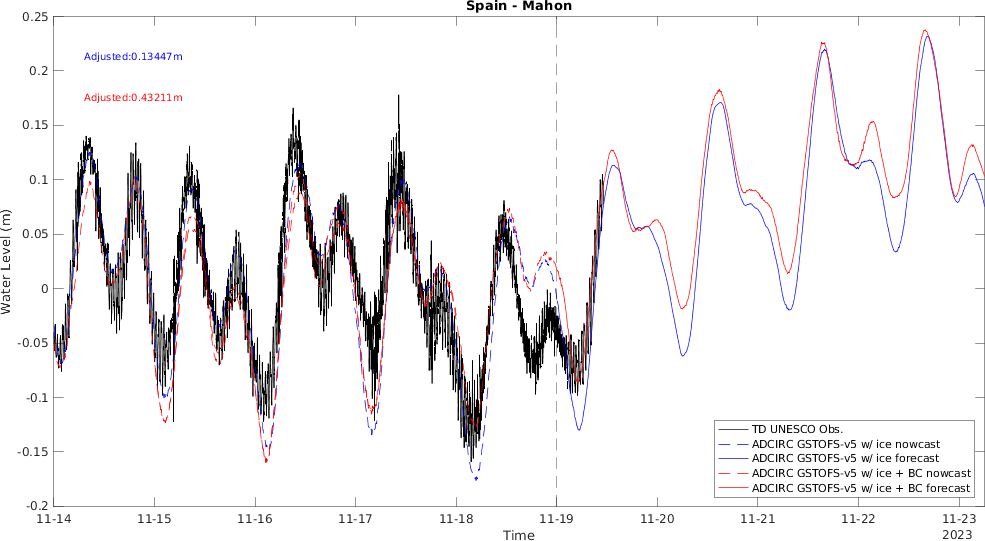 Spain - Mahon
Adjusted:0.13447m
Adjusted:0.43211m
Water Level (m)
0.25
0.2
0.15
0.1
0.05
0
-0.05
-0.1
-0.15
-0.2
11-14
11-15
11-16
11-17
11-18
11-19
11-20
11-21
11-22
11-23
2023
Time
TD UNESCO Obs.
ADCIRC GSTOFS-v5 w/ ice nowcast
ADCIRC GSTOFS-v5 w/ ice forecast
ADCIRC GSTOFS-v5 w/ ice + BC nowcast
ADCIRC GSTOFS-v5 w/ ice + BC forecast